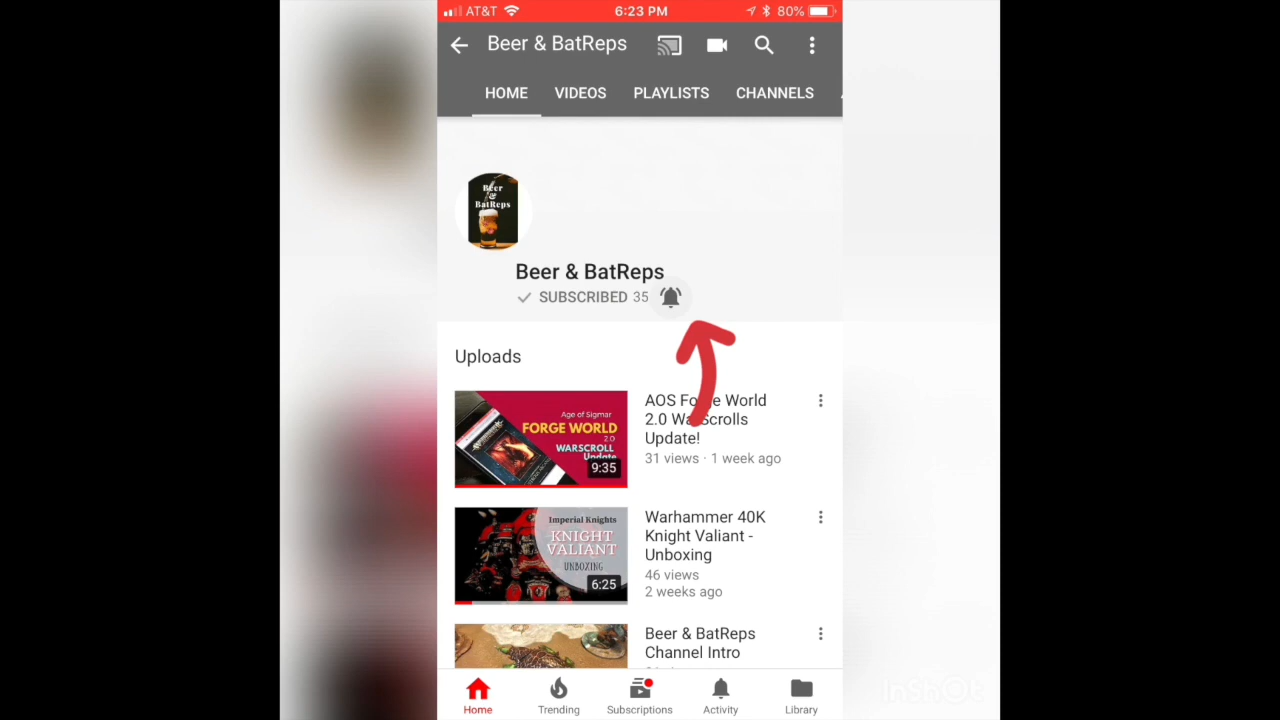 AT&T 6:23 PM 80%
Beer & BatReps
HOME VIDEOS PLAYLISTS CHANNELS
Beer
&
BatReps
Beer & BatReps
SUBSCRIBED 35
Uploads
Age of Sigmar
FORGE WORLD
2.0
WARSCROLL
Update
9:35
AOS Forge World
2.0 WarScrolls
Update!
31 views · 1 week ago
Imperial Knights
KNIGHT
VALIANT
UNBOXING
6:25
Warhammer 40K
Knight Valiant -
Unboxing
46 views
2 weeks ago
Beer & BatReps
Channel Intro
Home Trending Subscriptions Activity Library
InShOt